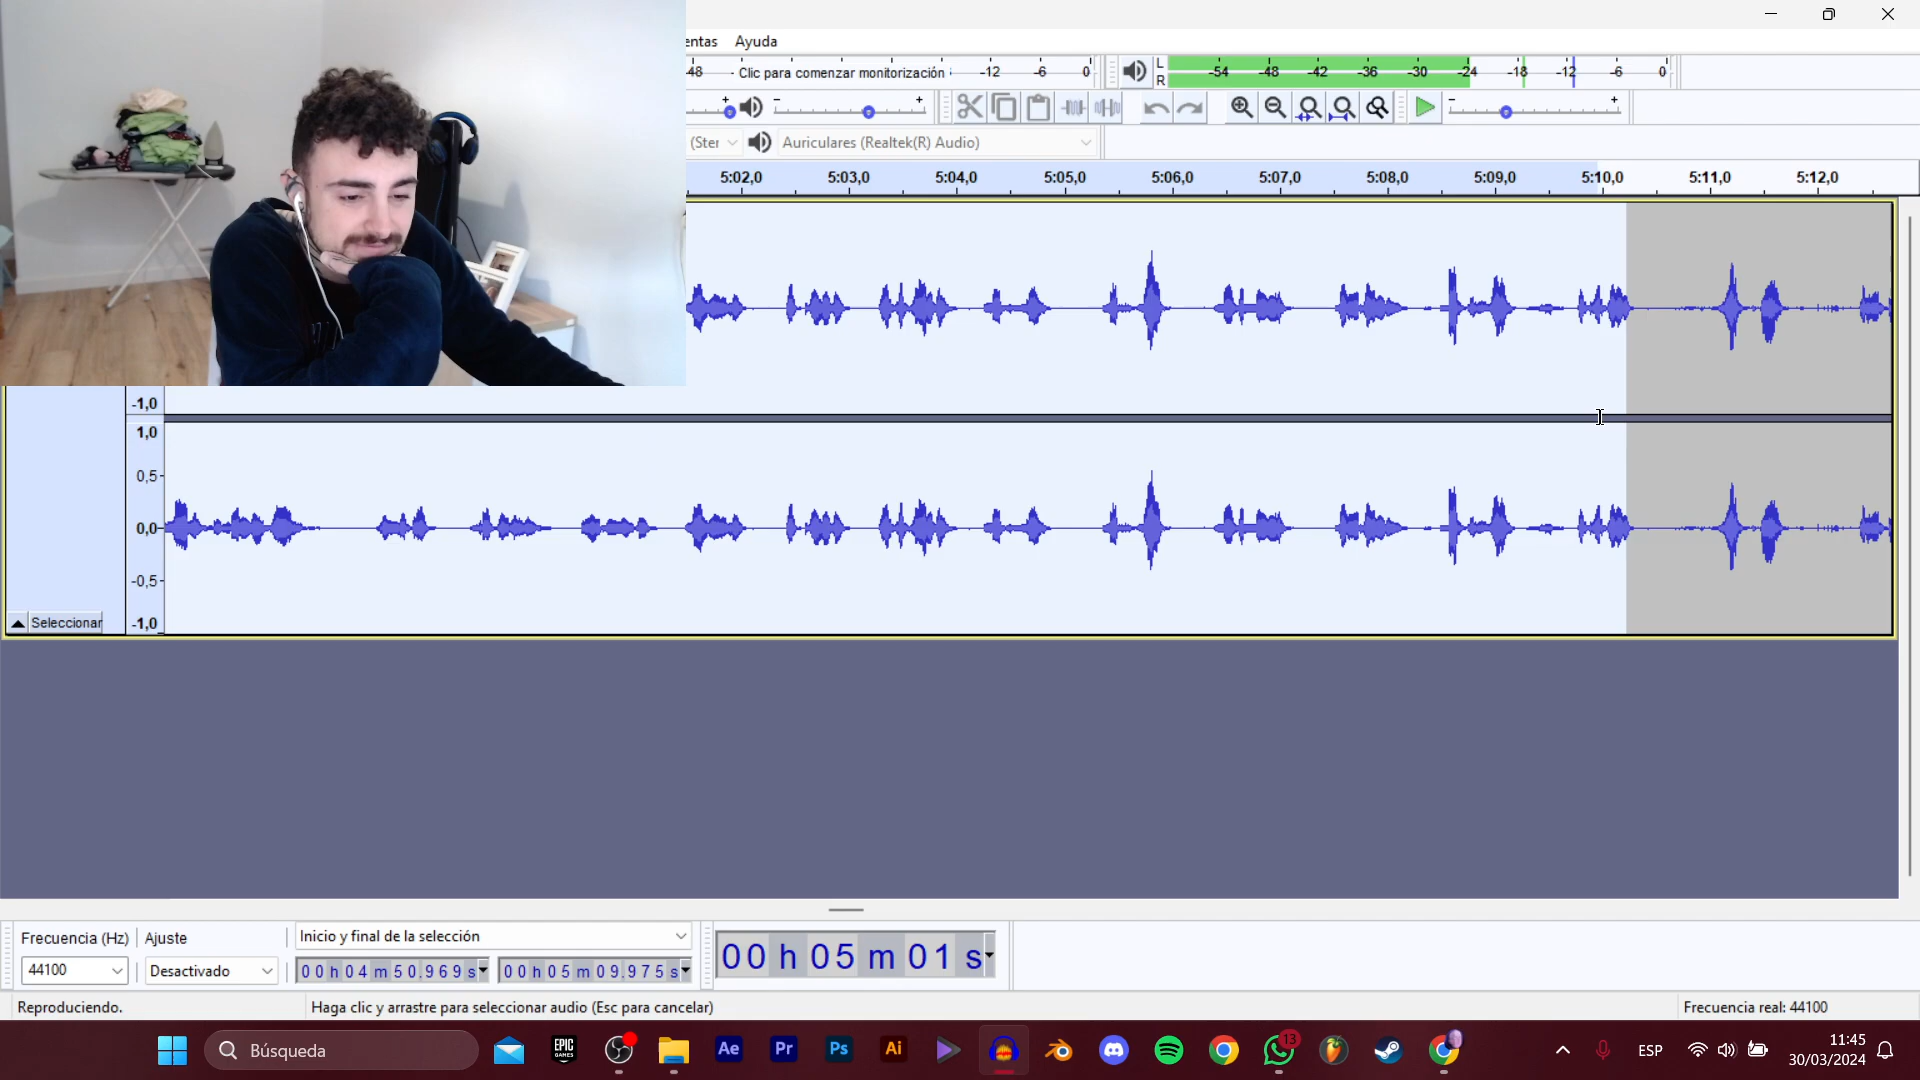 entas Ayuda
-48 - Clic para comenzar monitorización -12 -6 0
L
R
-54 -48 -42 -36 -30 -24 -18 -12 -6 0
- + - + - +
(Ster
Auriculares (Realtek(R) Audio)
5:02,0 5:03,0 5:04,0 5:05,0 5:06,0 5:07,0 5:08,0 5:09,0 5:10,0 5:11,0 5:12,0
-1,0
1,0
0,5-
0,0-
-0,5-
-1,0
Seleccionar
Frecuencia (Hz) Ajuste
Inicio y final de la selección
44100
Desactivado
00 h 04 m 50.969 s
00 h 05 m 09.975 s
00 h 05 m 01 s
Reproduciendo.
Haga clic y arrastre para seleccionar audio (Esc para cancelar)
Frecuencia real: 44100
Búsqueda
EPIC GAMES
Ae
Pr
Ps
Ai
13
ESP
11:45
30/03/2024